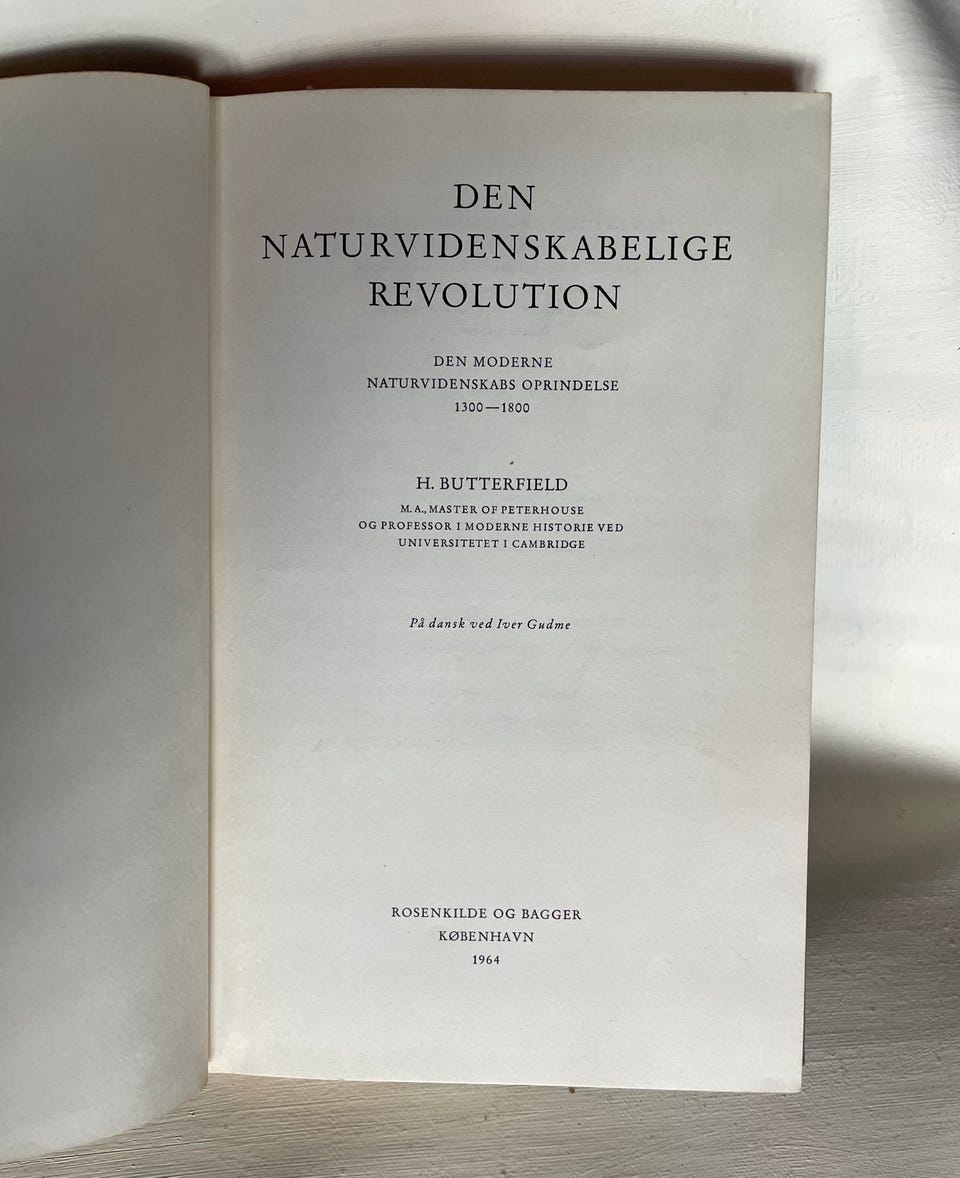 DEN
NATURVIDENSKABELIGE
REVOLUTION
DEN MODERNE
NATURVIDENSKABS OPRINDELSE
1300—1800
H. BUTTERFIELD
M. A., MASTER OF PETERHOUSE
OG PROFESSOR I MODERNE HISTORIE VED
UNIVERSITETET I CAMBRIDGE
På dansk ved Iver Gudme
ROSENKILDE OG BAGGER
KØBENHAVN
1964